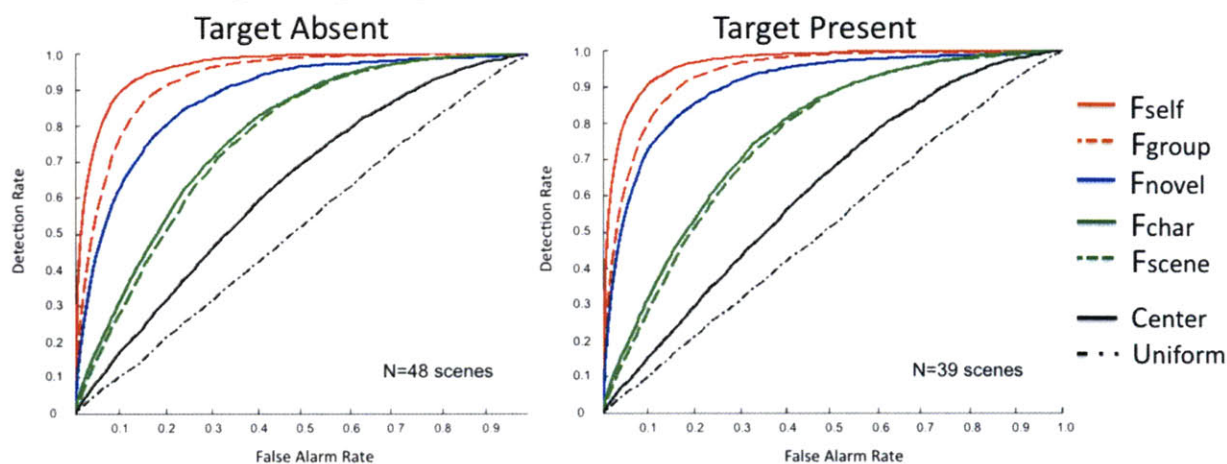 Target Absent
1.0
0.9
0.8
0.7
0.6
0.5
0.4
0.3
0.2
0.1
0
Detection Rate
N=48 scenes
0.1 0.2 0.3 0.4 0.5 0.6 0.7 0.8 0.9
False Alarm Rate
Target Present
1.0
0.9
0.8
0.7
0.6
0.5
0.4
0.3
0.2
0.1
0
Detection Rate
N=39 scenes
0.1 0.2 0.3 0.4 0.5 0.6 0.7 0.8 0.9 1.0
False Alarm Rate
Fself
Fgroup
Fnovel
Fchar
Fscene
Center
Uniform